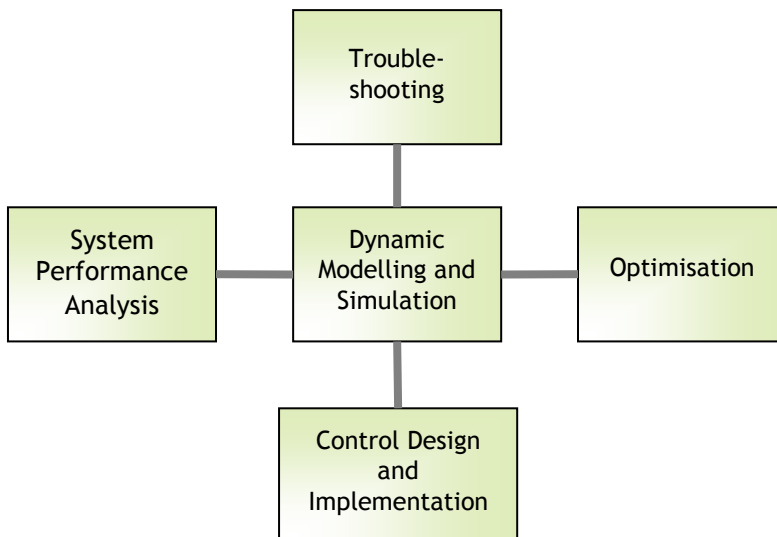 Trouble-
shooting
System
Performance
Analysis
Dynamic
Modelling and
Simulation
Optimisation
Control Design
and
Implementation